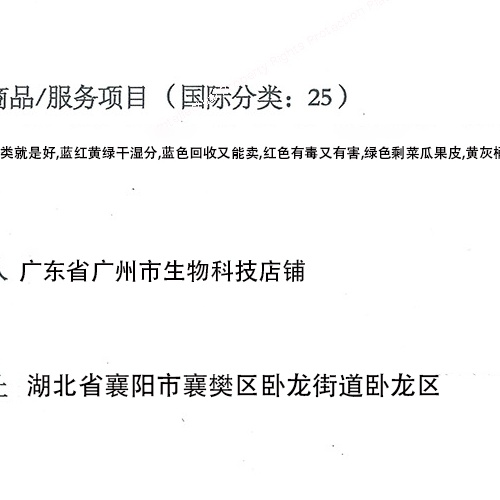 商品/服务项目（国际分类：25）
类就是好,蓝红黄绿干湿分,蓝色回收又能卖,红色有毒又有害,绿色剩菜瓜果皮,黄灰桶
人 广东省广州市生物科技店铺
址 湖北省襄阳市襄樊区卧龙街道卧龙区